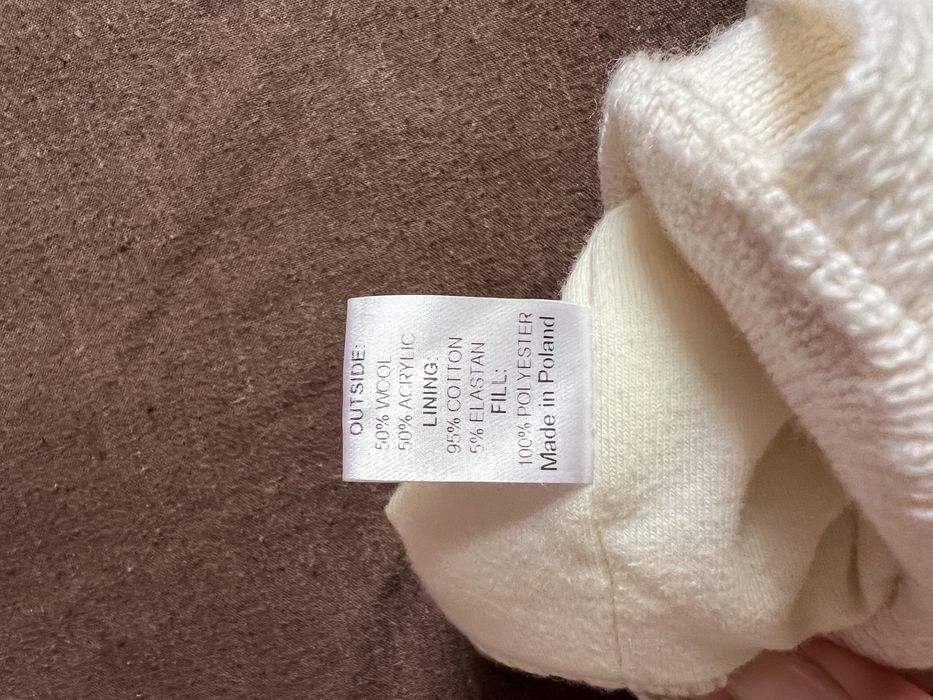 OUTSIDE:
50% WOOL
50% ACRYLIC
LINING:
95% COTTON
5% ELASTAN
FILL:
100% POLYESTER
Made in Poland